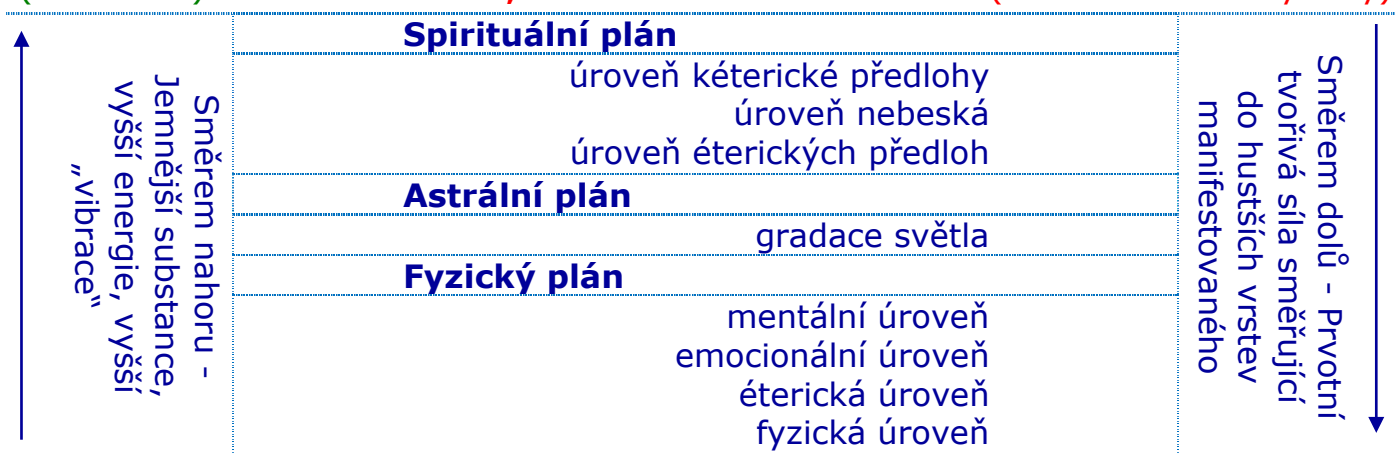 Směrem nahoru -
Jemnější substance,
vyšší energie, vyšší
„vibrace“
Spirituální plán
úroveň kéterické předlohy
úroveň nebeská
úroveň éterických předloh
Astrální plán
gradace světla
Fyzický plán
mentální úroveň
emocionální úroveň
éterická úroveň
fyzická úroveň
Směrem dolů - Prvotní
tvořivá síla směřující
do hustších vrstev
manifestovaného